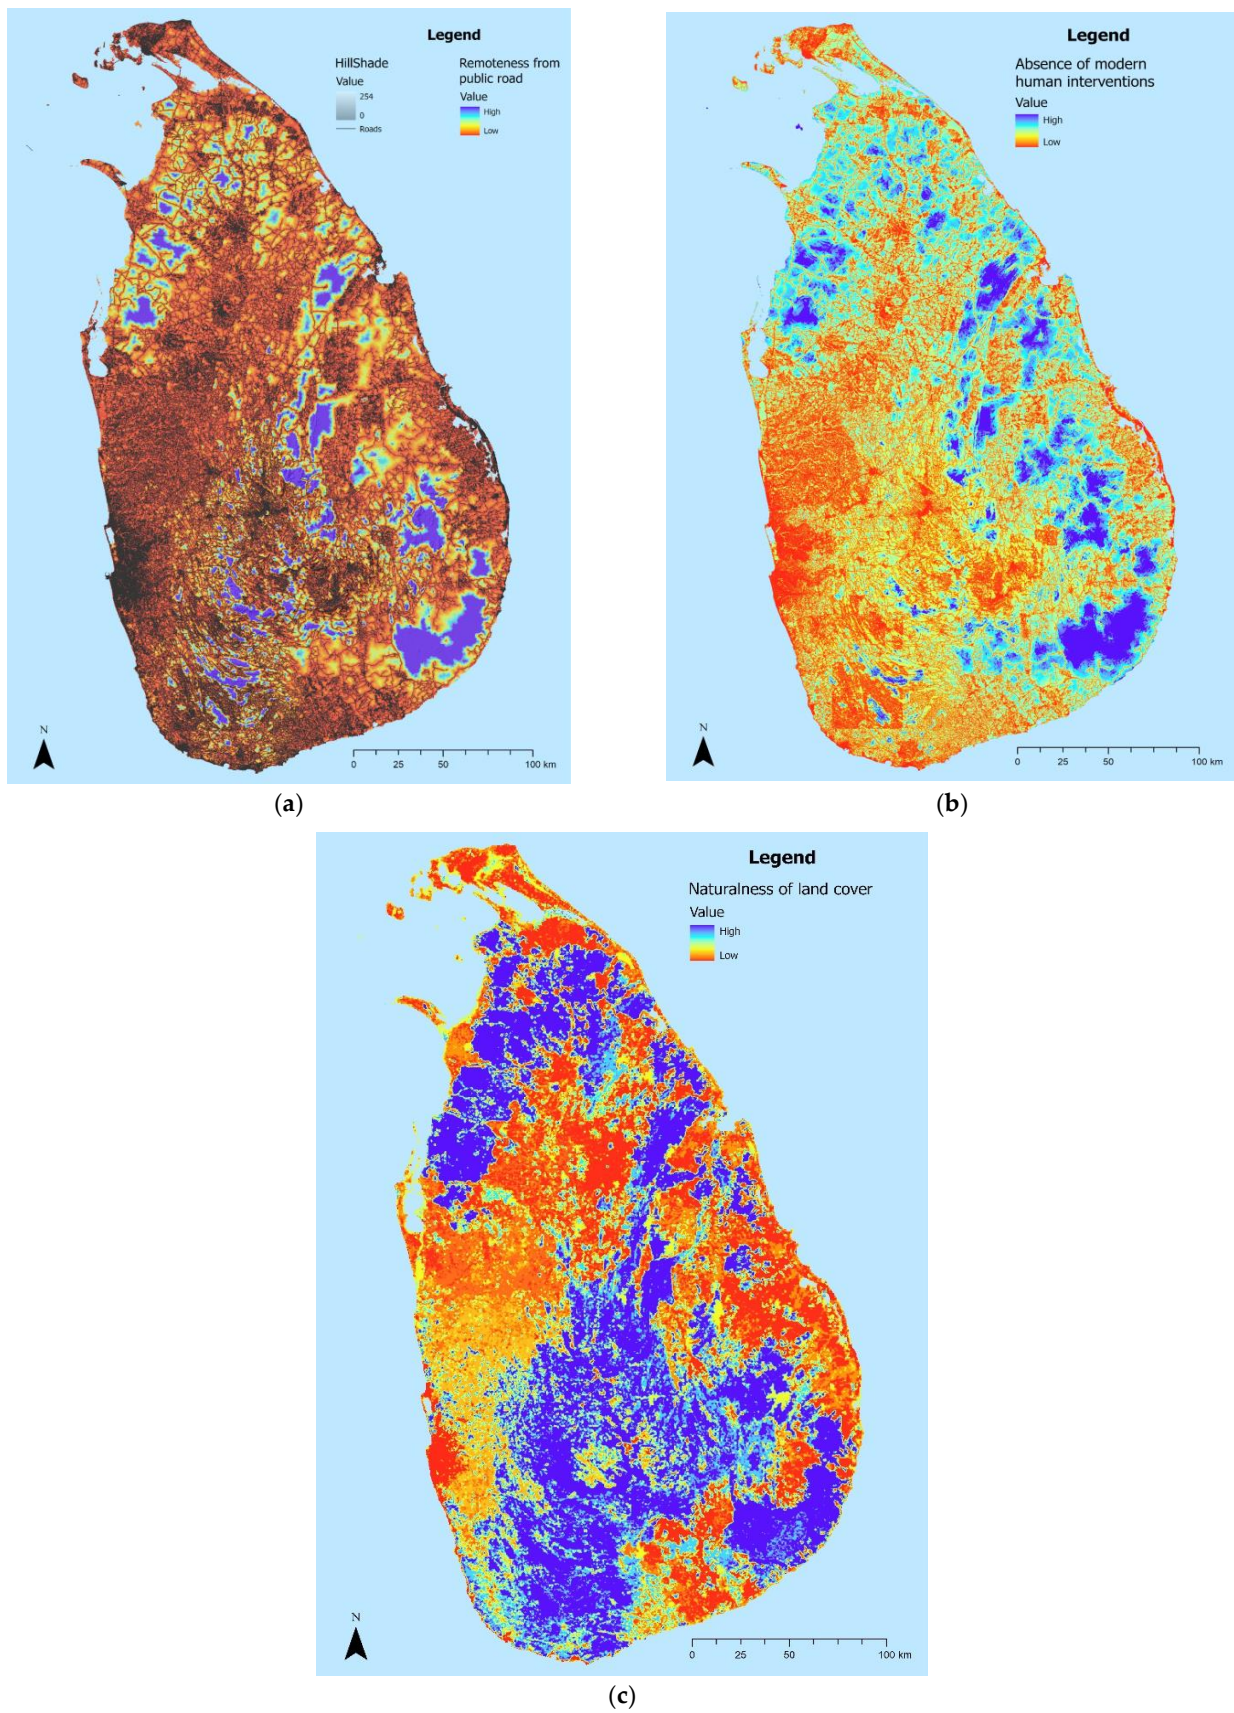 Legend
HillShade
Value
254
0
Roads
Remoteness from
public road
Value
High
Low
N
0 25 50 100 km
(a)
Legend
Absence of modern
human interventions
Value
High
Low
N
0 25 50 100 km
(b)
Legend
Naturalness of land cover
Value
High
Low
N
0 25 50 100 km
(c)